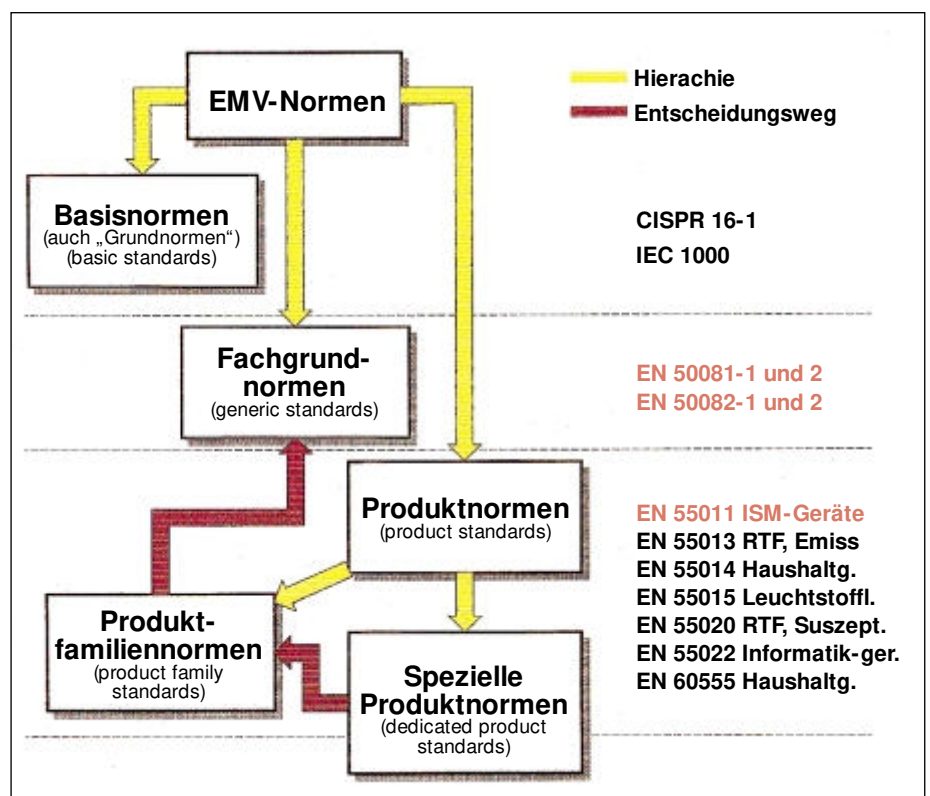 EMV-Normen
Hierachie
Entscheidungsweg
Basisnormen
(auch „Grundnormen“)
(basic standards)
CISPR 16-1
IEC 1000
Fachgrund-
normen
(generic standards)
EN 50081-1 und 2
EN 50082-1 und 2
Produktnormen
(product standards)
EN 55011 ISM-Geräte
EN 55013 RTF, Emiss
EN 55014 Haushaltg.
EN 55015 Leuchtstoffl.
EN 55020 RTF, Suszept.
EN 55022 Informatik-ger.
EN 60555 Haushaltg.
Produkt-
familiennormen
(product family
standards)
Spezielle
Produktnormen
(dedicated product
standards)